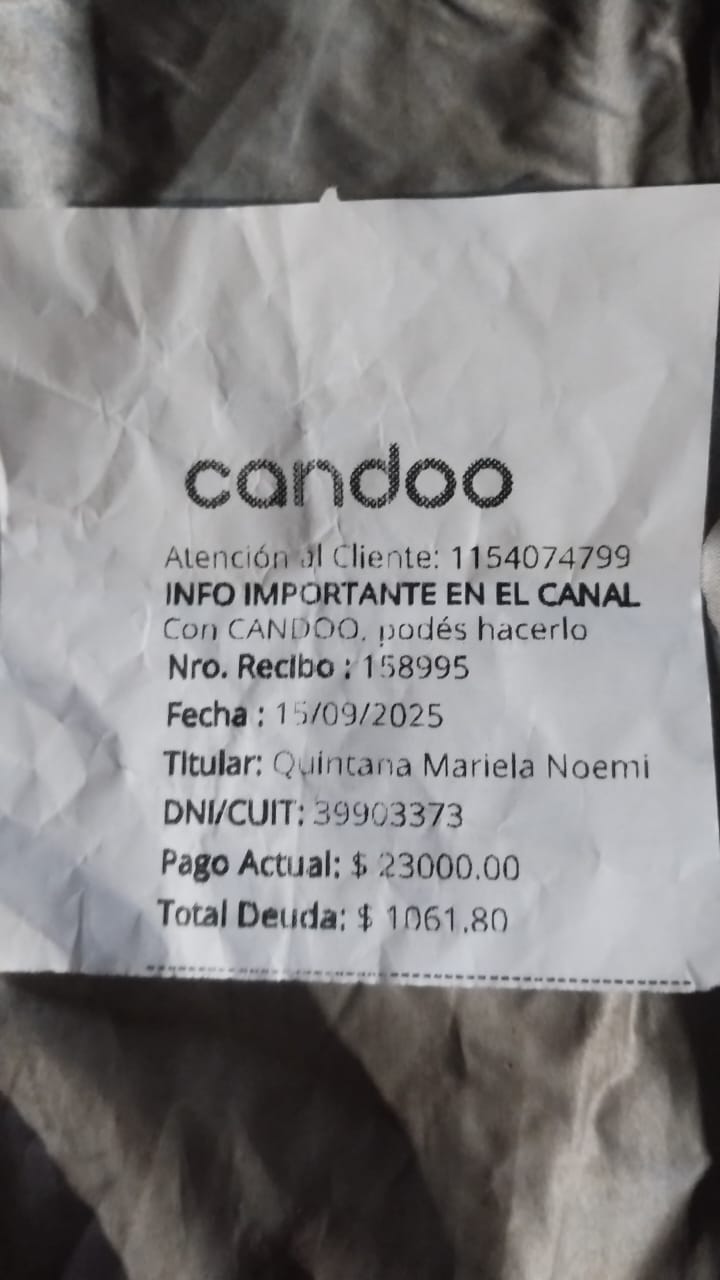 candoo
Atención al Cliente: 1154074799
INFO IMPORTANTE EN EL CANAL
Con CANDOO, podés hacerlo
Nro. Recibo : 158995
Fecha : 15/09/2025
Titular: Quintana Mariela Noemi
DNI/CUIT: 39903373
Pago Actual: $ 23000.00
Total Deuda: $ 1061.80